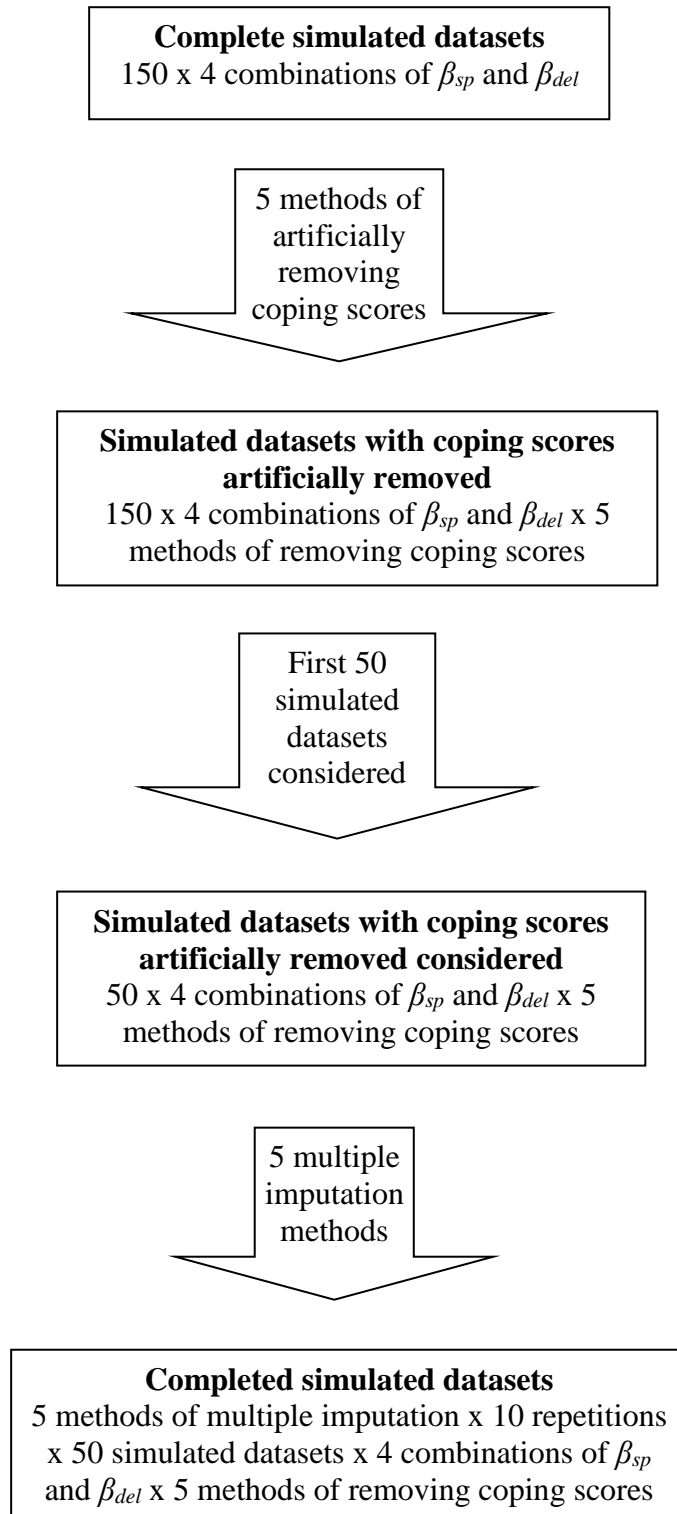 Complete simulated datasets
150 x 4 combinations of βsp and βdel
5 methods of
artificially
removing
coping scores
Simulated datasets with coping scores
artificially removed
150 x 4 combinations of βsp and βdel x 5
methods of removing coping scores
First 50
simulated
datasets
considered
Simulated datasets with coping scores
artificially removed considered
50 x 4 combinations of βsp and βdel x 5
methods of removing coping scores
5 multiple
imputation
methods
Completed simulated datasets
5 methods of multiple imputation x 10 repetitions
x 50 simulated datasets x 4 combinations of βsp
and βdel x 5 methods of removing coping scores